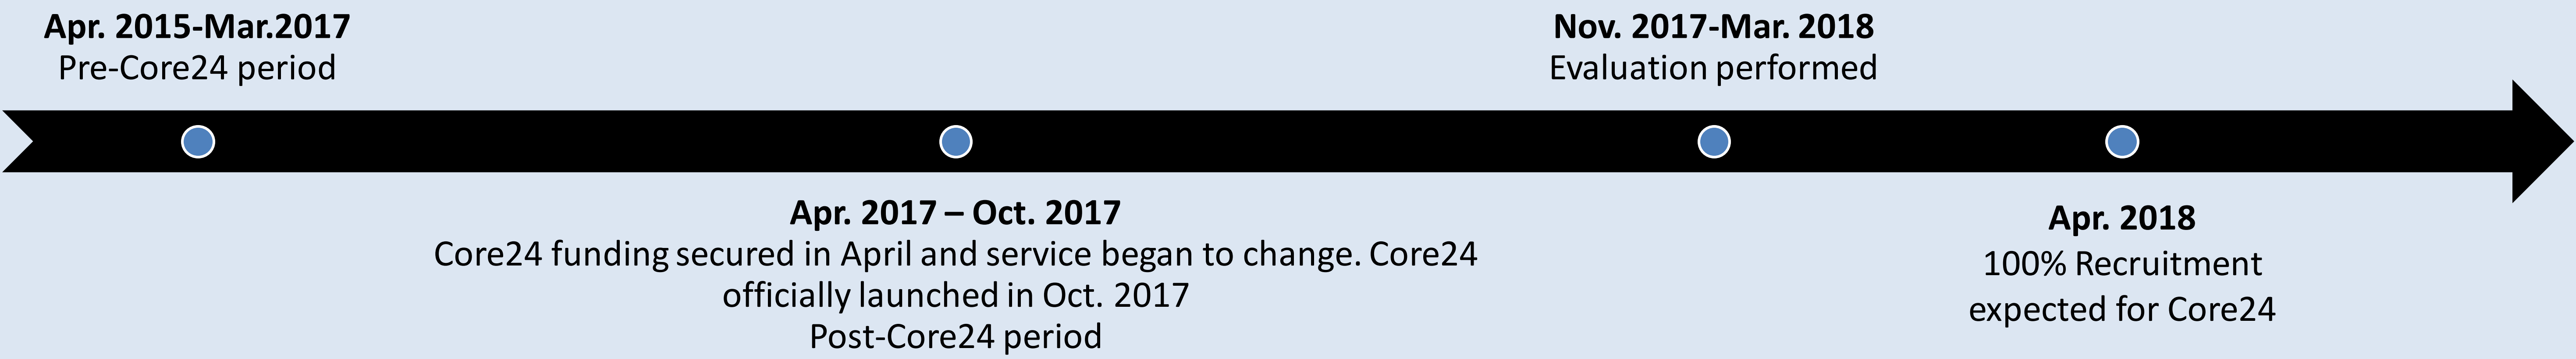 Apr. 2015-Mar.2017
Pre-Core24 period
Apr. 2017 – Oct. 2017
Core24 funding secured in April and service began to change. Core24
officially launched in Oct. 2017
Post-Core24 period
Nov. 2017-Mar. 2018
Evaluation performed
Apr. 2018
100% Recruitment
expected for Core24